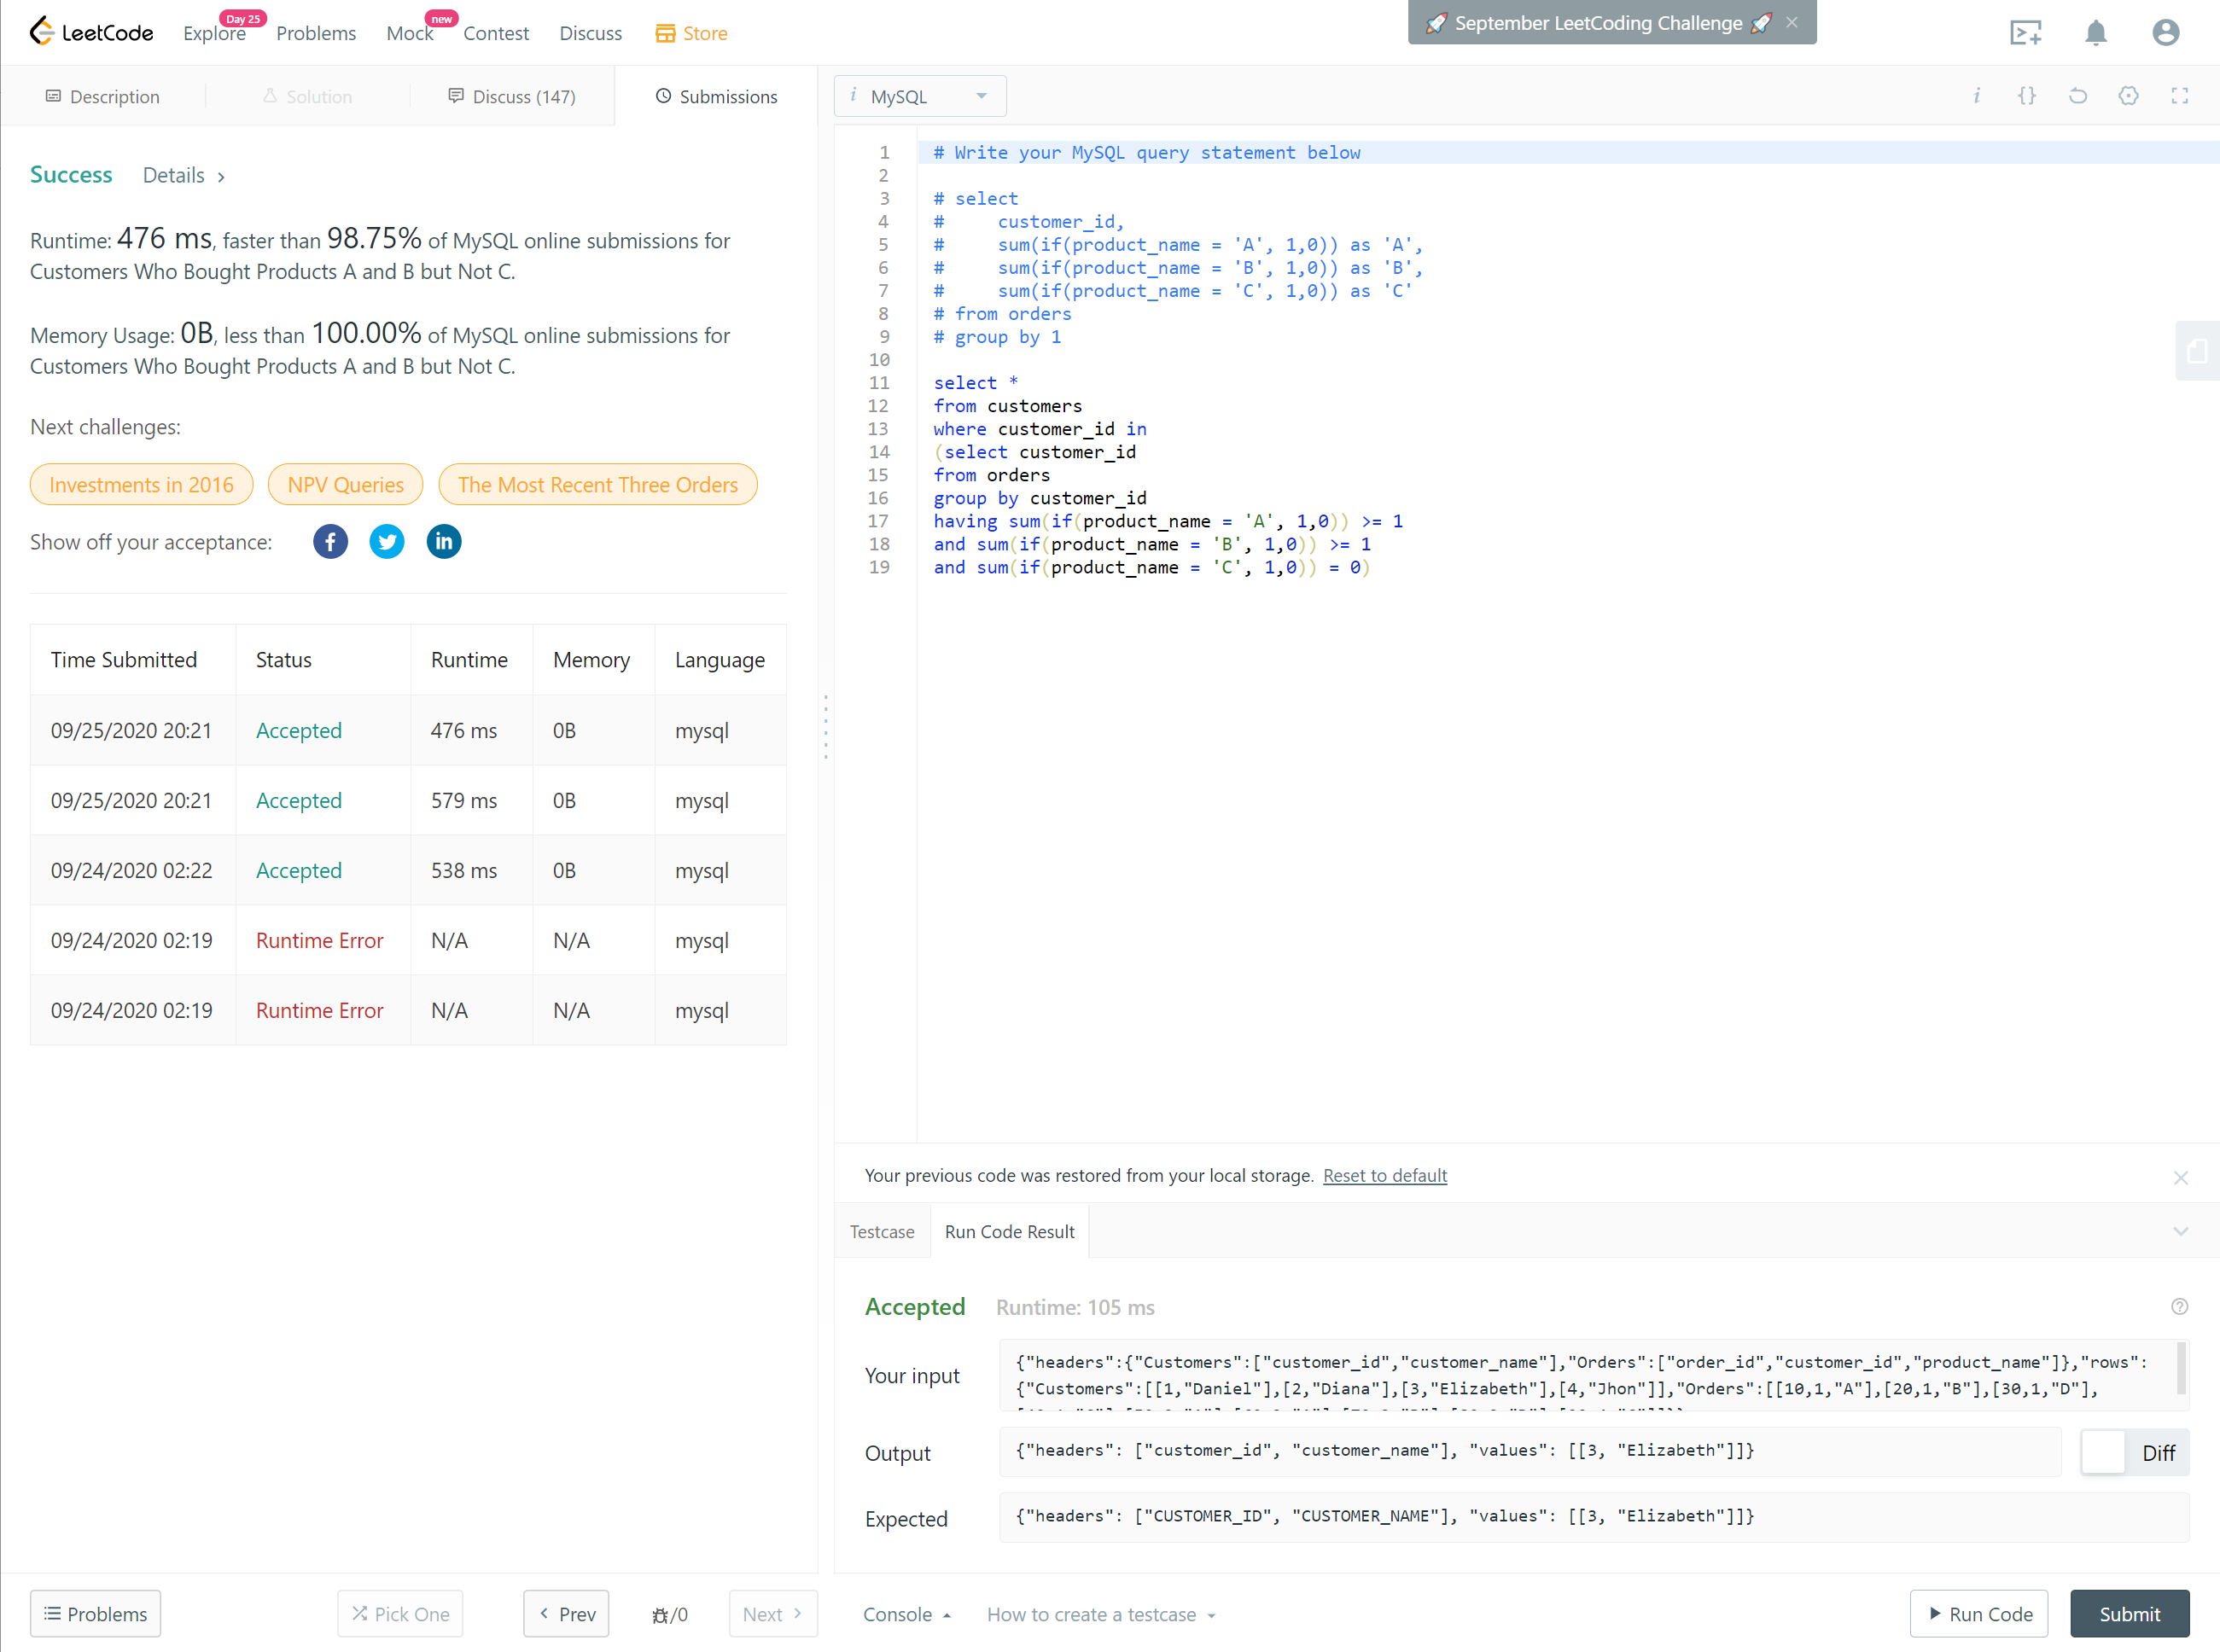 LeetCode
Explore
Day 25
Problems
Mock
new
Contest
Discuss
Store
🚀 September LeetCoding Challenge 🚀
Description
Solution
Discuss (147)
Submissions
i MySQL
Success
Details
Runtime: 476 ms, faster than 98.75% of MySQL online submissions for
Customers Who Bought Products A and B but Not C.
Memory Usage: 0B, less than 100.00% of MySQL online submissions for
Customers Who Bought Products A and B but Not C.
Next challenges:
Investments in 2016
NPV Queries
The Most Recent Three Orders
Show off your acceptance:
Time Submitted Status Runtime Memory Language
09/25/2020 20:21 Accepted 476 ms 0B mysql
09/25/2020 20:21 Accepted 579 ms 0B mysql
09/24/2020 02:22 Accepted 538 ms 0B mysql
09/24/2020 02:19 Runtime Error N/A N/A mysql
09/24/2020 02:19 Runtime Error N/A N/A mysql
1 # Write your MySQL query statement below
2
3 # select
4 #     customer_id,
5 #     sum(if(product_name = 'A', 1,0)) as 'A',
6 #     sum(if(product_name = 'B', 1,0)) as 'B',
7 #     sum(if(product_name = 'C', 1,0)) as 'C'
8 # from orders
9 # group by 1
10
11 select *
12 from customers
13 where customer_id in
14 (select customer_id
15 from orders
16 group by customer_id
17 having sum(if(product_name = 'A', 1,0)) >= 1
18 and sum(if(product_name = 'B', 1,0)) >= 1
19 and sum(if(product_name = 'C', 1,0)) = 0)
Your previous code was restored from your local storage. Reset to default
Testcase
Run Code Result
Accepted
Runtime: 105 ms
Your input
{"headers":{"Customers":["customer_id","customer_name"],"Orders":["order_id","customer_id","product_name"]},"rows":
{"Customers":[[1,"Daniel"],[2,"Diana"],[3,"Elizabeth"],[4,"Jhon"]],"Orders":[[10,1,"A"],[20,1,"B"],[30,1,"D"],
Output
{"headers": ["customer_id", "customer_name"], "values": [[3, "Elizabeth"]]}
Diff
Expected
{"headers": ["CUSTOMER_ID", "CUSTOMER_NAME"], "values": [[3, "Elizabeth"]]}
Problems
Pick One
Prev
/0
Next
Console
How to create a testcase
Run Code
Submit